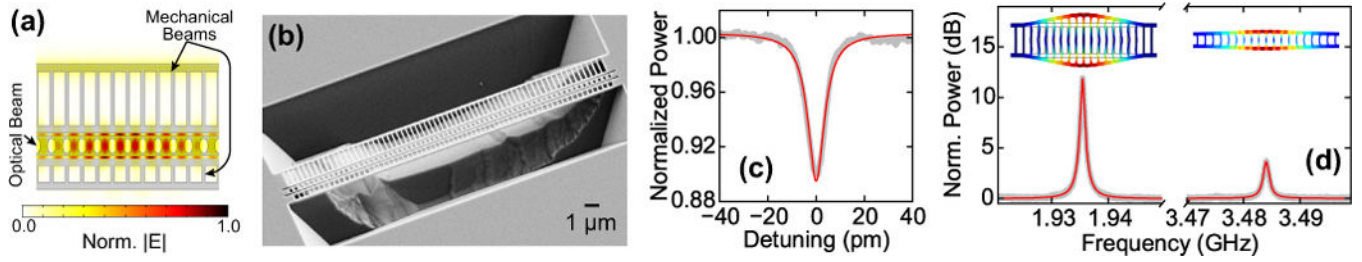 (a)
Mechanical
Beams
Optical Beam
0.0
1.0
Norm. |E|
(b)
1 μm
Normalized Power
1.00
0.96
0.92
0.88
(c)
−40
−20
0
20
40
Detuning (pm)
Norm. Power (dB)
15
10
5
0
(d)
1.935
1.94
3.47
3.48
3.49
Frequency (GHz)